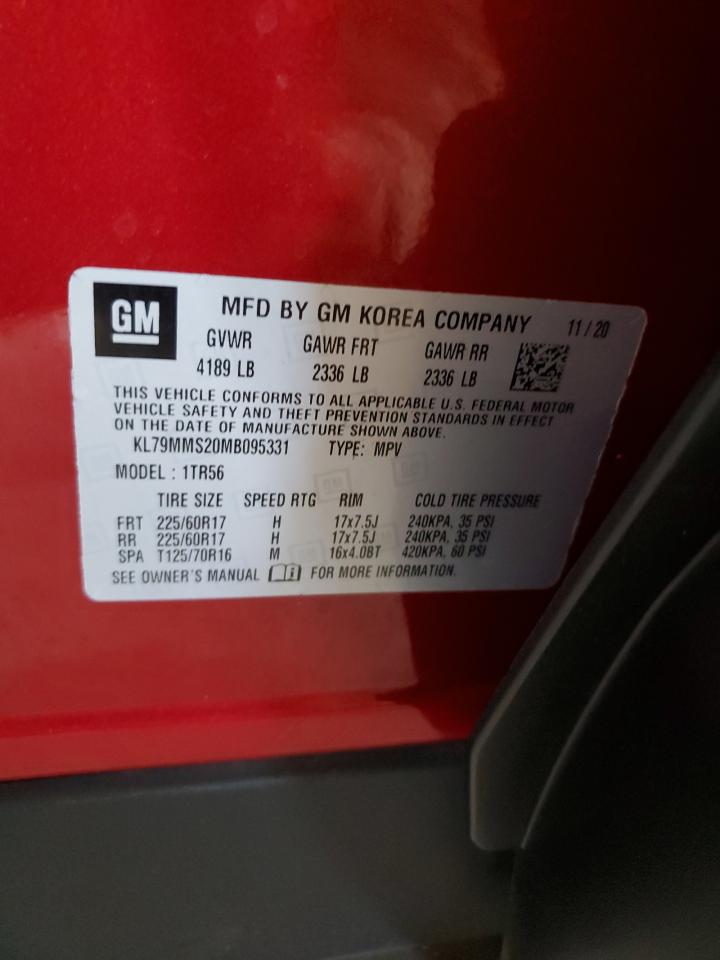 GM
MFD BY GM KOREA COMPANY 11/20
GVWR GAWR FRT GAWR RR
4189 LB 2336 LB 2336 LB
THIS VEHICLE CONFORMS TO ALL APPLICABLE U.S. FEDERAL MOTOR
VEHICLE SAFETY AND THEFT PREVENTION STANDARDS IN EFFECT
ON THE DATE OF MANUFACTURE SHOWN ABOVE.
KL79MMS20MB095331 TYPE: MPV
MODEL : 1TR56
TIRE SIZE SPEED RTG RIM COLD TIRE PRESSURE
FRT 225/60R17 H 17x7.5J 240KPA, 35 PSI
RR 225/60R17 H 17x7.5J 240KPA, 35 PSI
SPA T125/70R16 M 16x4.0BT 420KPA, 60 PSI
SEE OWNER'S MANUAL FOR MORE INFORMATION.